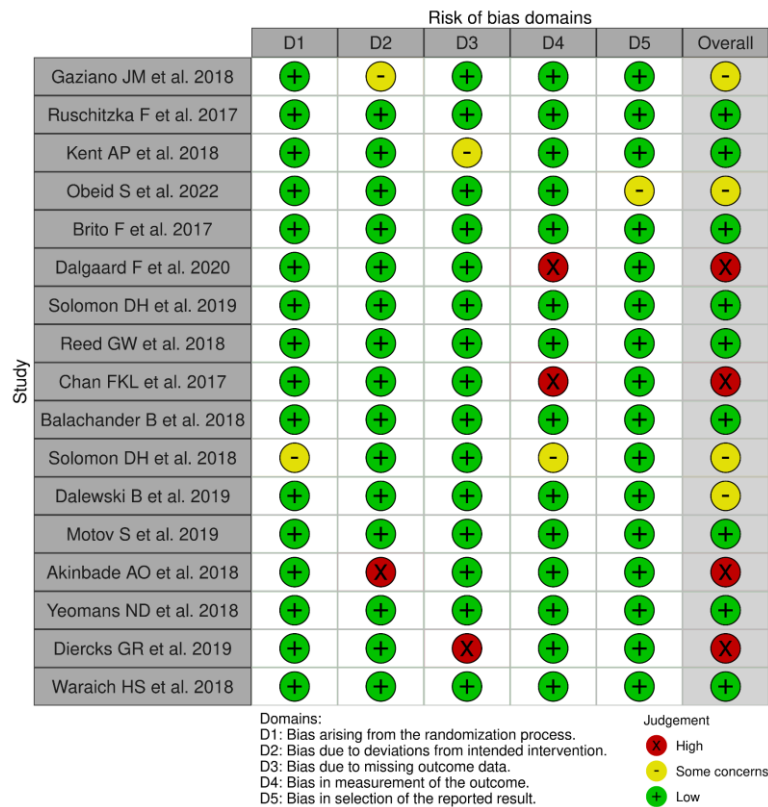 Risk of bias domains
D1 D2 D3 D4 D5 Overall
Study
Gaziano JM et al. 2018 + - + + + -
Ruschitzka F et al. 2017 + + + + + +
Kent AP et al. 2018 + + - + + +
Obeid S et al. 2022 + + + + - -
Brito F et al. 2017 + + + + + +
Dalgaard F et al. 2020 + + + X + X
Solomon DH et al. 2019 + + + + + +
Reed GW et al. 2018 + + + + + +
Chan FKL et al. 2017 + + + X + X
Balachander B et al. 2018 + + + + + +
Solomon DH et al. 2018 - + + - + -
Dalewski B et al. 2019 + + + + + -
Motov S et al. 2019 + + + + + +
Akinbade AO et al. 2018 + X + + + X
Yeomans ND et al. 2018 + + + + + +
Diercks GR et al. 2019 + + X + + X
Waraich HS et al. 2018 + + + + + +
Domains:
D1: Bias arising from the randomization process.
D2: Bias due to deviations from intended intervention.
D3: Bias due to missing outcome data.
D4: Bias in measurement of the outcome.
D5: Bias in selection of the reported result.
Judgement
X High
- Some concerns
+ Low